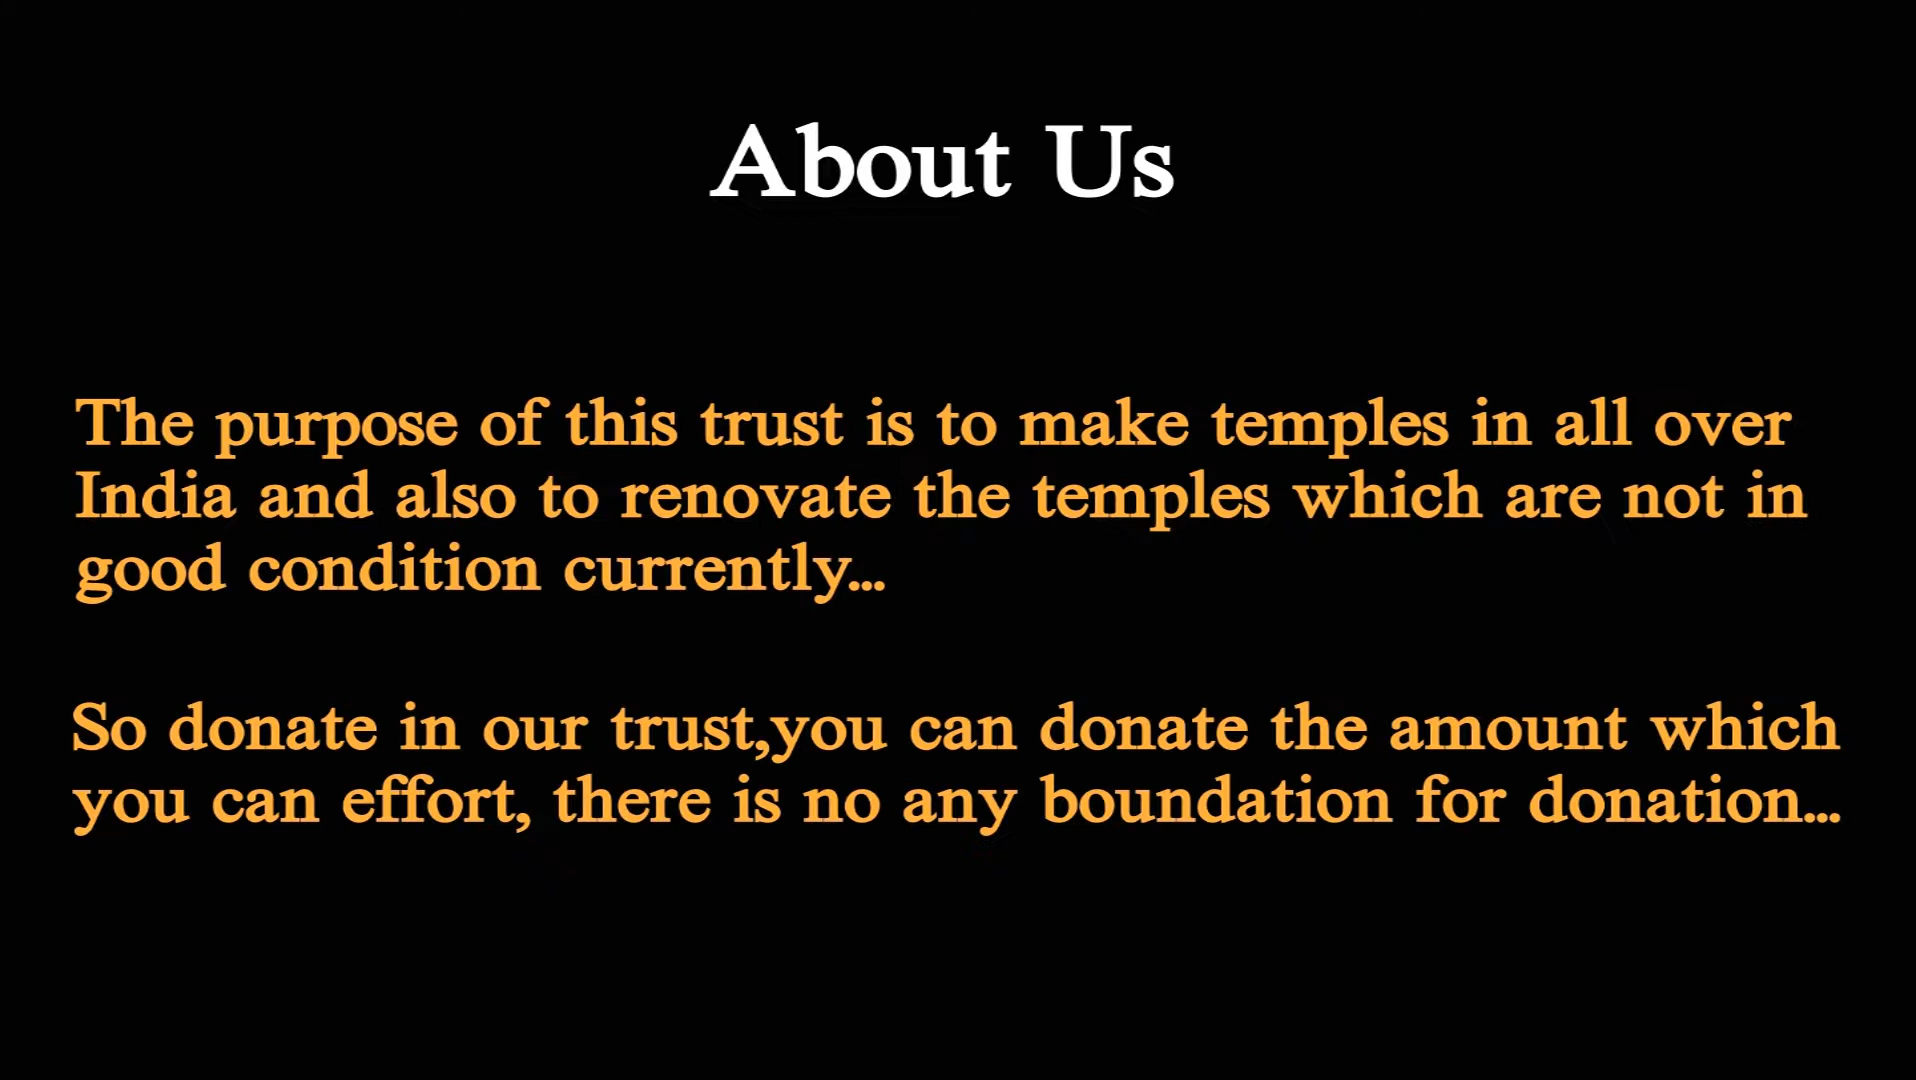 About Us
The purpose of this trust is to make temples in all over
India and also to renovate the temples which are not in
good condition currently...
So donate in our trust,you can donate the amount which
you can effort, there is no any boundation for donation...